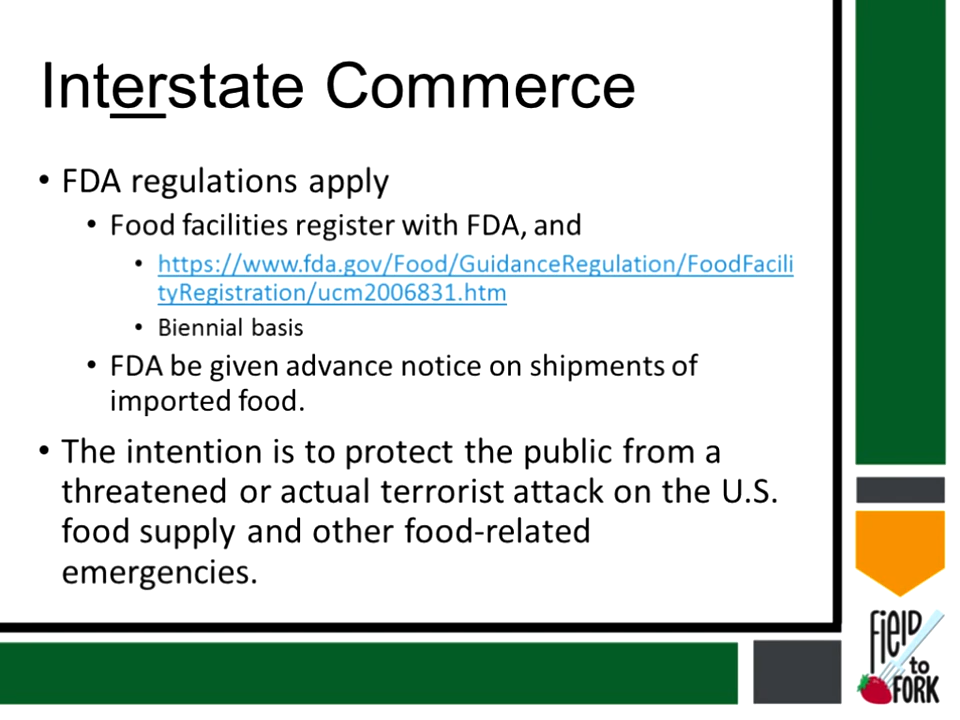 Interstate Commerce
• FDA regulations apply
• Food facilities register with FDA, and
• https://www.fda.gov/Food/GuidanceRegulation/FoodFacili
tyRegistration/ucm2006831.htm
• Biennial basis
• FDA be given advance notice on shipments of
imported food.
• The intention is to protect the public from a
threatened or actual terrorist attack on the U.S.
food supply and other food-related
emergencies.
FIELD
to
FORK